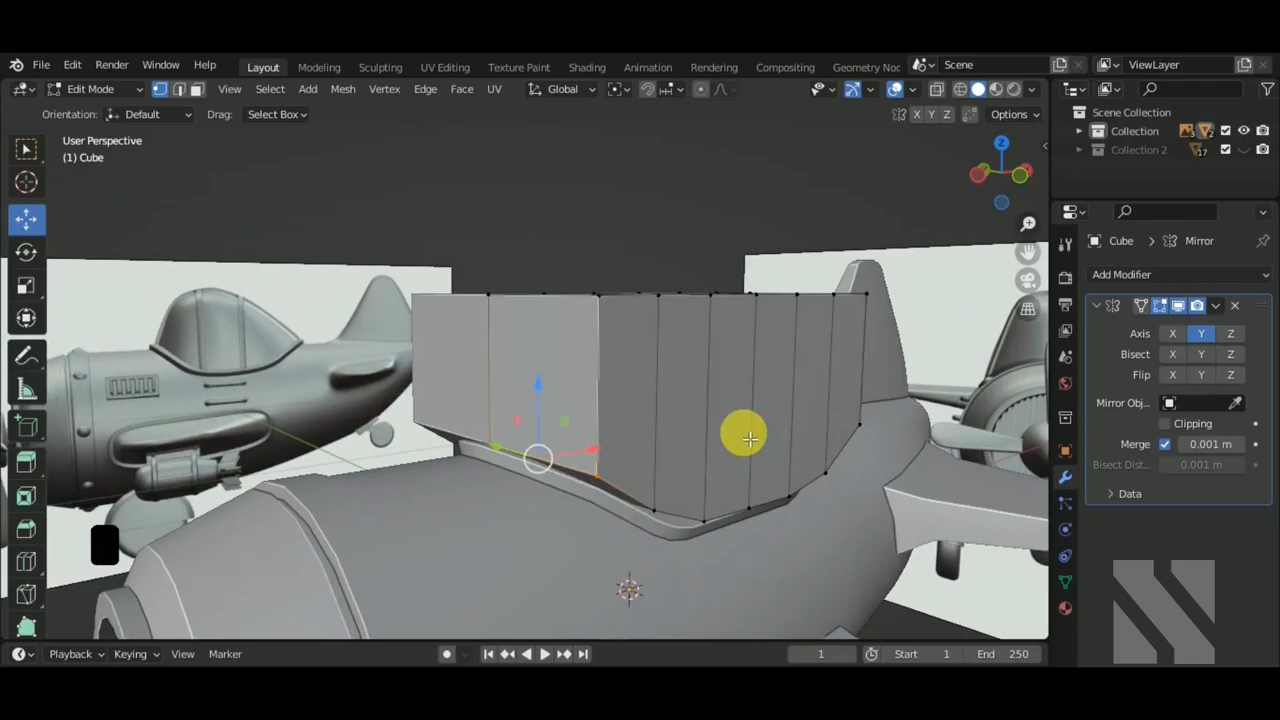 File Edit Render Window Help Layout Modeling Sculpting UV Editing Texture Paint Shading Animation Rendering Compositing Geometry Noc Scene ViewLayer
Edit Mode View Select Add Mesh Vertex Edge Face UV Global
Orientation: Default Drag: Select Box X Y Z Options
User Perspective
(1) Cube
Z
Scene Collection
Collection 3 2
Collection 2 17
Cube > Mirror
Add Modifier
Axis X Y Z
Bisect X Y Z
Flip X Y Z
Mirror Obj..
Clipping
Merge 0.001 m
Bisect Dist.. 0.001 m
Data
Playback Keying View Marker 1 Start 1 End 250